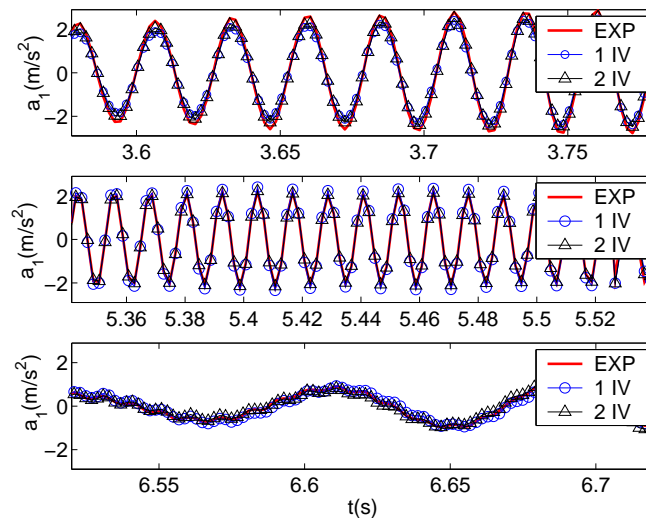 a1(m/s²)
2
0
−2
3.6
3.65
3.7
3.75
EXP
1 IV
2 IV
a1(m/s²)
2
0
−2
5.36
5.38
5.4
5.42
5.44
5.46
5.48
5.5
5.52
EXP
1 IV
2 IV
a1(m/s²)
2
0
−2
6.55
6.6
6.65
6.7
EXP
1 IV
2 IV
t(s)